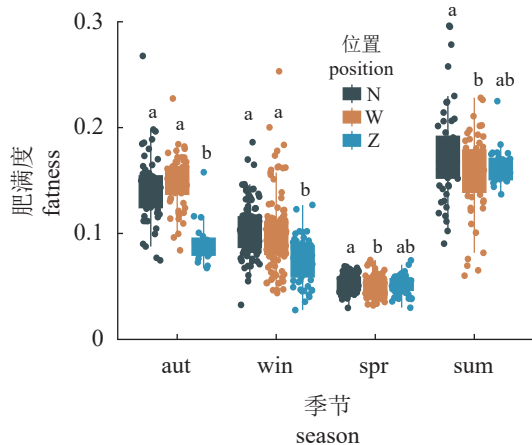 0.3
0.2
0.1
0
肥满度
fatness
位置
position
N
W
Z
a a b
a a b
a b ab
a b ab
aut win spr sum
季节
season